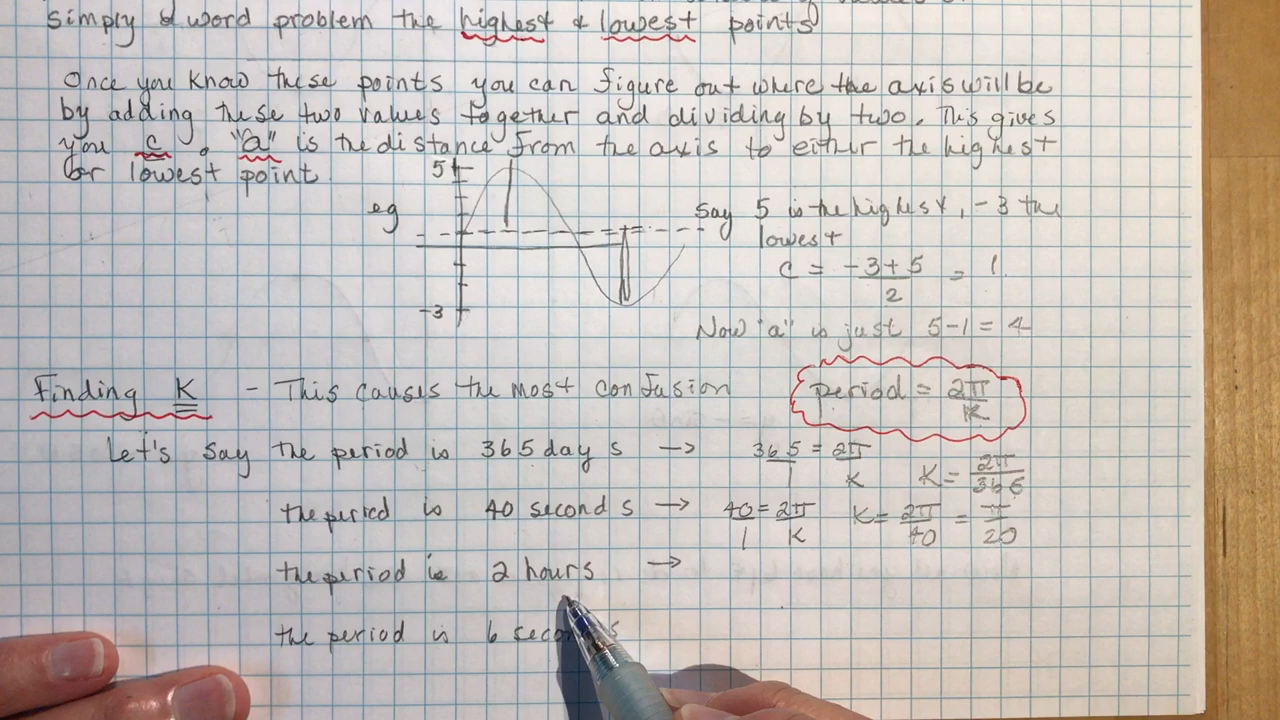 simply & word problem the highest & lowest points
Once you know these points you can figure out where the axis will be
by adding these two values together and dividing by two. This gives
you c. "a" is the distance from the axis to either the highest
or lowest point
5
eg
-3
Say 5 is the highest, -3 the
lowest
c = -3+5 / 2 = 1
Now "a" is just 5-1 = 4
Finding K - This causes the most confusion
period = 2π / K
Let's say the period is 365 days → 365 / 1 = 2π / K K = 2π / 365
the period is 40 seconds → 40 / 1 = 2π / K K = 2π / 40 = π / 20
the period is 2 hours →
the period is 6